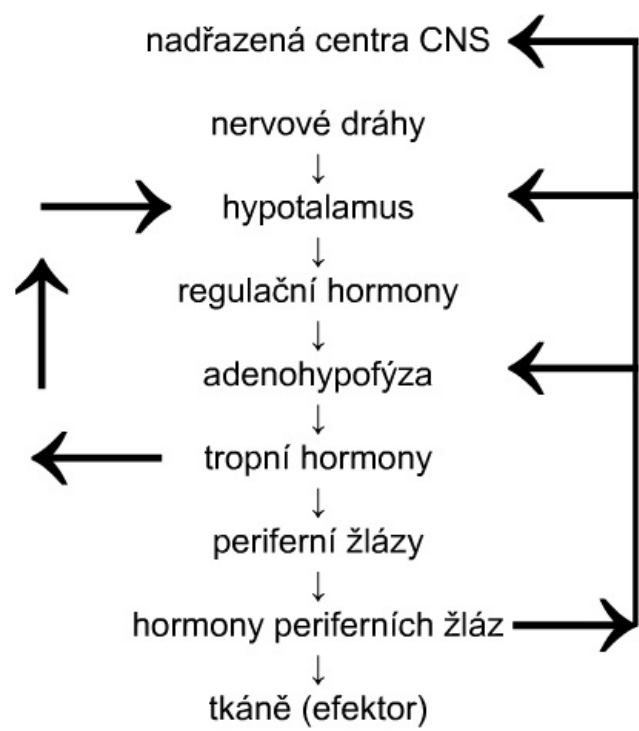 nadřazená centra CNS
nervové dráhy
hypotalamus
regulační hormony
adenohypofýza
tropní hormony
periferní žlázy
hormony periferních žláz
tkáně (efektor)